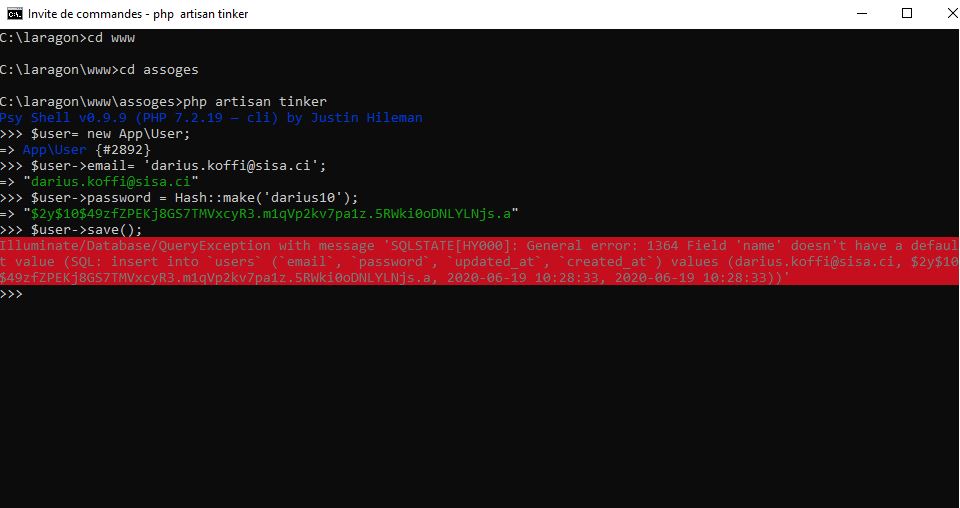 Invite de commandes - php  artisan tinker
C:\laragon>cd www
C:\laragon\www>cd assoges
C:\laragon\www\assoges>php artisan tinker
Psy Shell v0.9.9 (PHP 7.2.19 — cli) by Justin Hileman
>>> $user= new App\User;
=> App\User {#2892}
>>> $user->email= 'darius.koffi@sisa.ci';
=> "darius.koffi@sisa.ci"
>>> $user->password = Hash::make('darius10');
=> "$2y$10$49zfZPEKj8GS7TMVxcyR3.m1qVp2kv7pa1z.5RWki0oDNLYLNjs.a"
>>> $user->save();
Illuminate/Database/QueryException with message 'SQLSTATE[HY000]: General error: 1364 Field 'name' doesn't have a defaul
t value (SQL: insert into `users` (`email`, `password`, `updated_at`, `created_at`) values (darius.koffi@sisa.ci, $2y$10
$49zfZPEKj8GS7TMVxcyR3.m1qVp2kv7pa1z.5RWki0oDNLYLNjs.a, 2020-06-19 10:28:33, 2020-06-19 10:28:33))'
>>>